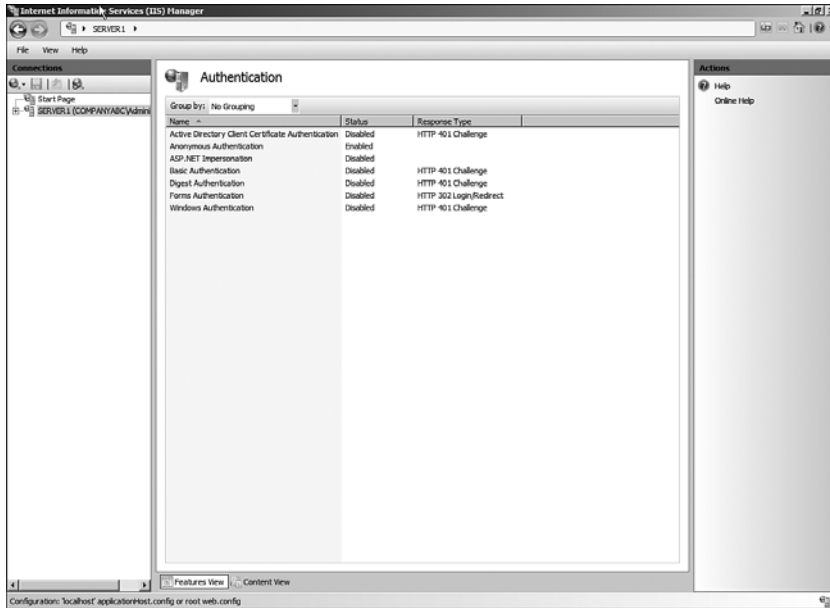 Internet Information Services (IIS) Manager
SERVER1
File View Help
Connections
Start Page
SERVER1 (COMPANYABC\Admini
Authentication
Group by: No Grouping
Name Status Response Type
Active Directory Client Certificate Authentication Disabled HTTP 401 Challenge
Anonymous Authentication Enabled
ASP.NET Impersonation Disabled
Basic Authentication Disabled HTTP 401 Challenge
Digest Authentication Disabled HTTP 401 Challenge
Forms Authentication Disabled HTTP 302 Login/Redirect
Windows Authentication Disabled HTTP 401 Challenge
Actions
Help
Online Help
Features View Content View
Configuration: 'localhost' applicationHost.config or root web.config